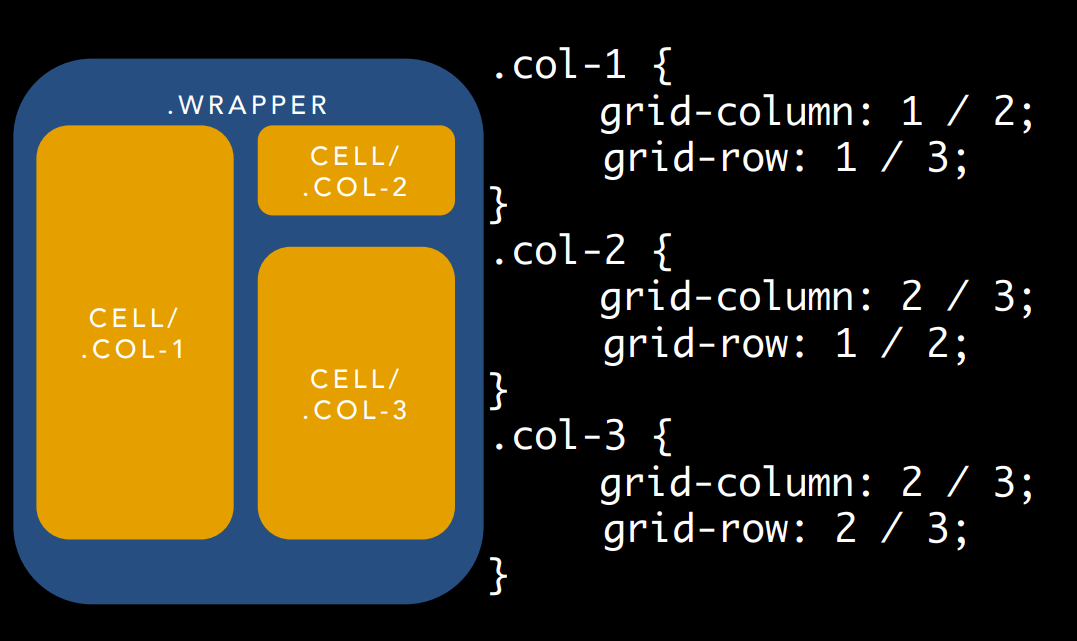 .WRAPPER
CELL/
.COL-1
CELL/
.COL-2
CELL/
.COL-3
.col-1 {
grid-column: 1 / 2;
grid-row: 1 / 3;
}
.col-2 {
grid-column: 2 / 3;
grid-row: 1 / 2;
}
.col-3 {
grid-column: 2 / 3;
grid-row: 2 / 3;
}